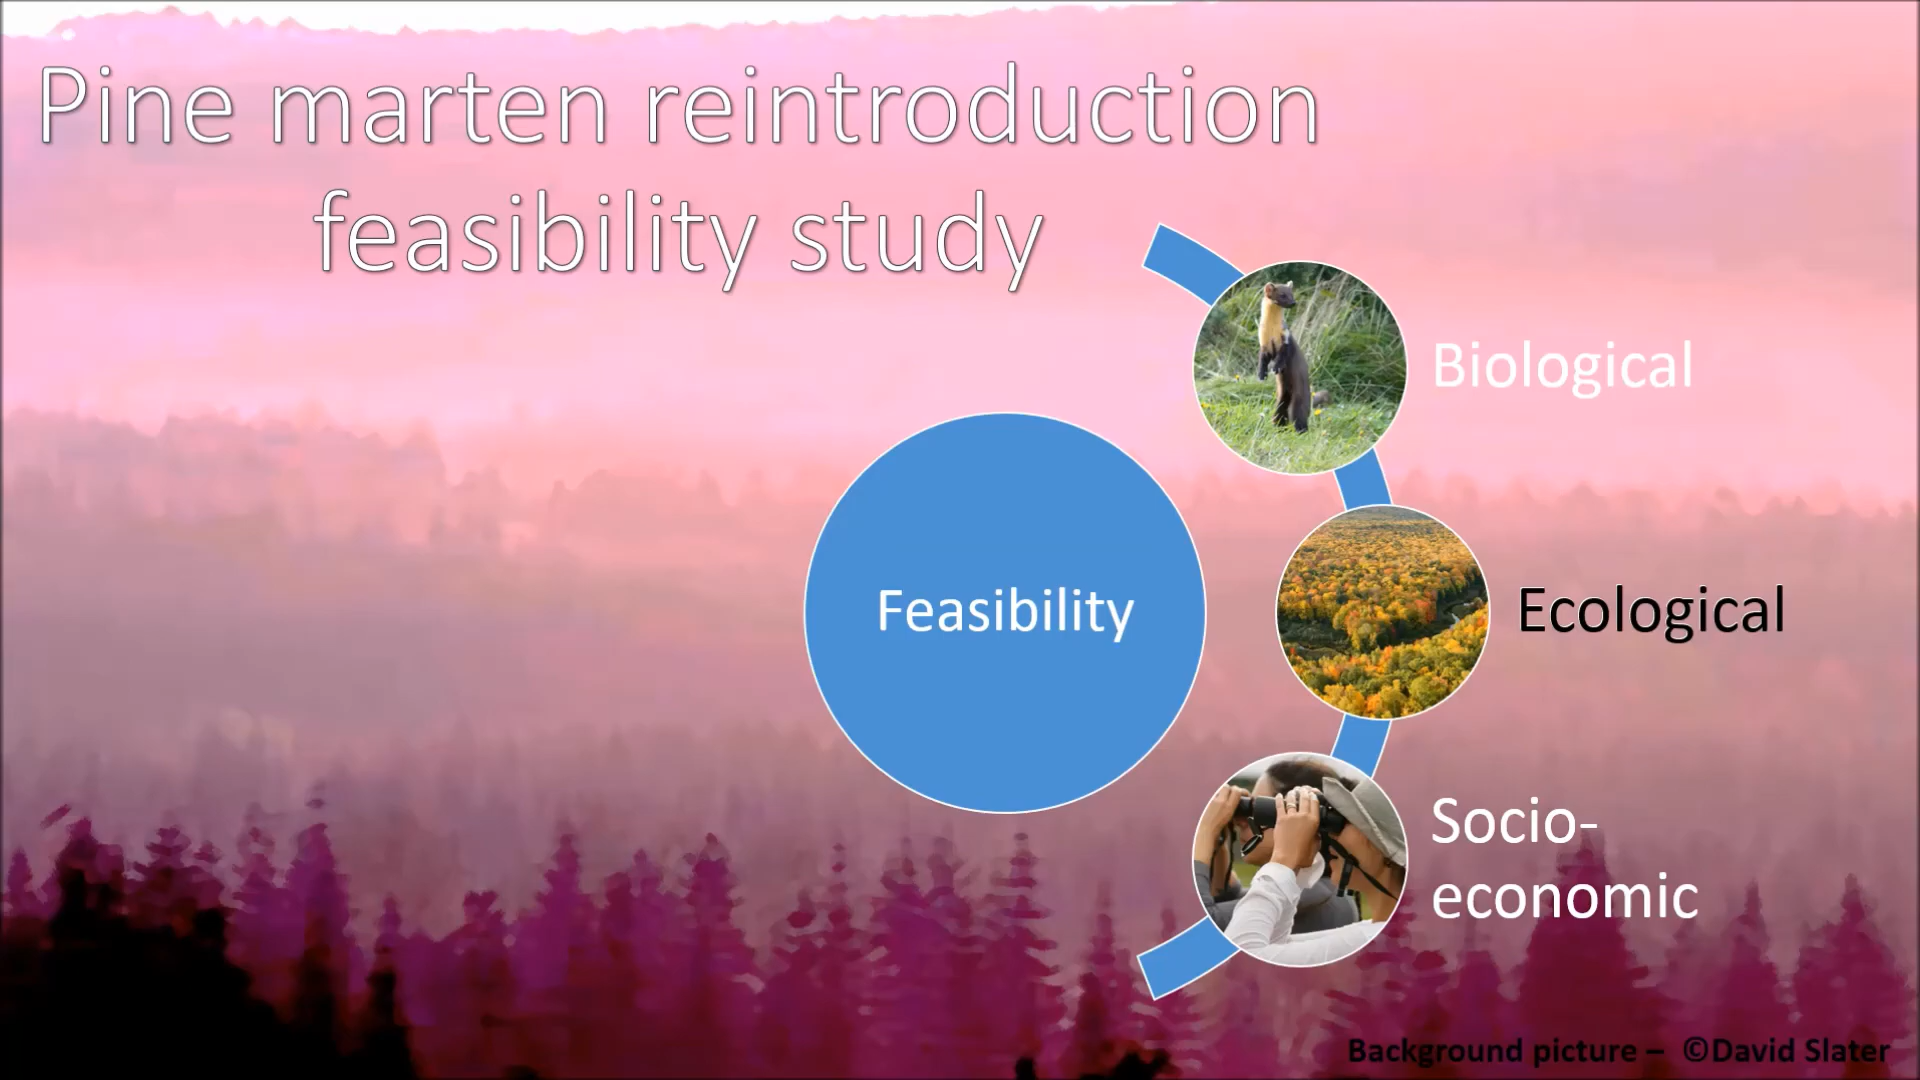 Pine marten reintroduction
feasibility study
Biological
Feasibility
Ecological
Socio-
economic
Background picture – ©David Slater